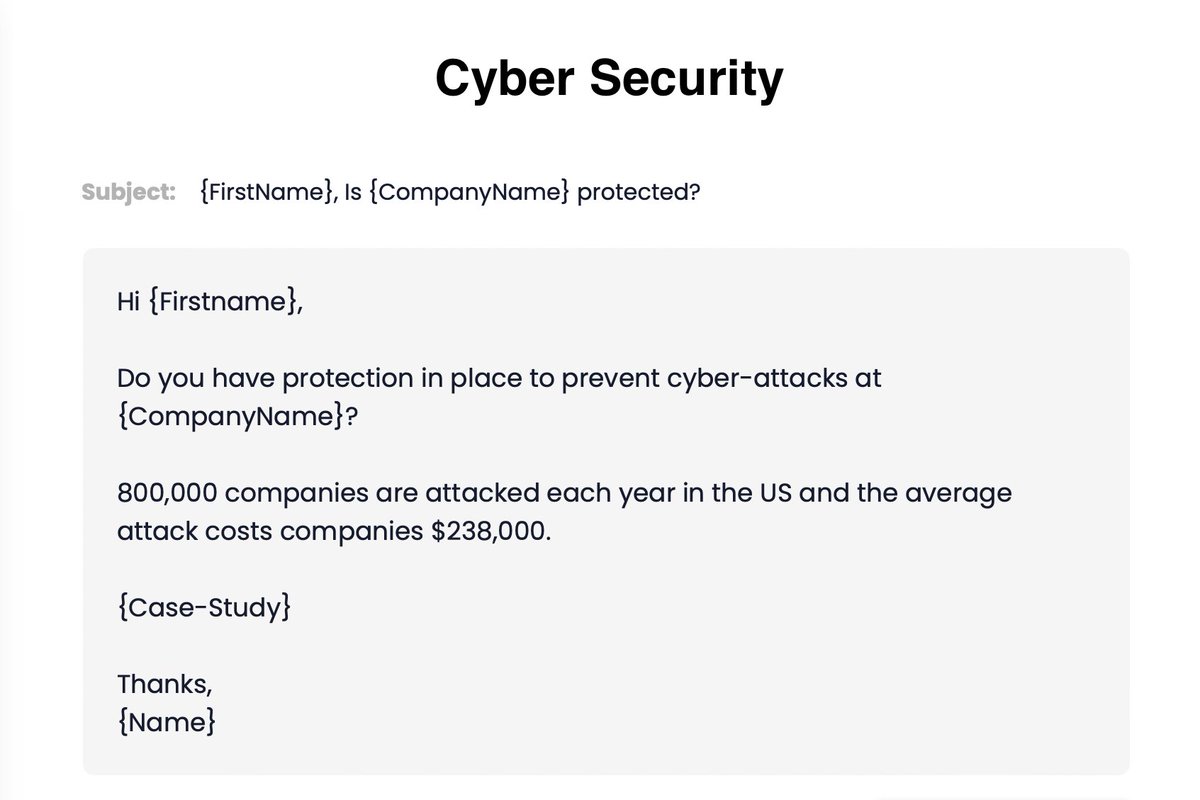 Cyber Security
Subject: {FirstName}, Is {CompanyName} protected?
Hi {Firstname},
Do you have protection in place to prevent cyber-attacks at
{CompanyName}?
800,000 companies are attacked each year in the US and the average
attack costs companies $238,000.
{Case-Study}
Thanks,
{Name}